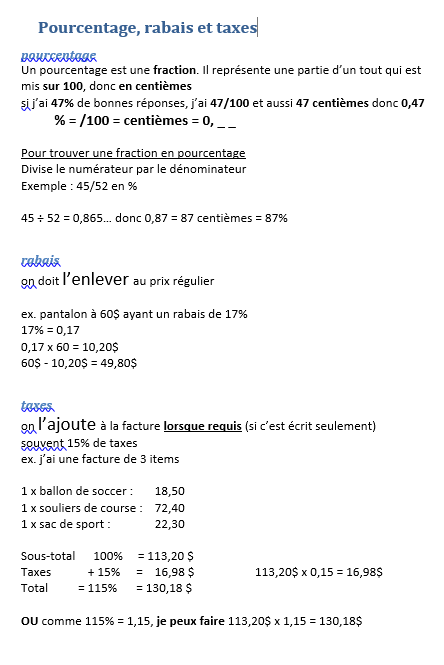 Pourcentage, rabais et taxes
pourcentage
Un pourcentage est une fraction. Il représente une partie d'un tout qui est
mis sur 100, donc en centièmes
si j'ai 47% de bonnes réponses, j'ai 47/100 et aussi 47 centièmes donc 0,47
% = /100 = centièmes = 0, _ _
Pour trouver une fraction en pourcentage
Divise le numérateur par le dénominateur
Exemple : 45/52 en %
45 ÷ 52 = 0,865... donc 0,87 = 87 centièmes = 87%
rabais
on doit l'enlever au prix régulier
ex. pantalon à 60$ ayant un rabais de 17%
17% = 0,17
0,17 x 60 = 10,20$
60$ - 10,20$ = 49,80$
taxes
on l'ajoute à la facture lorsque requis (si c'est écrit seulement)
souvent 15% de taxes
ex. j'ai une facture de 3 items
1 x ballon de soccer : 18,50
1 x souliers de course : 72,40
1 x sac de sport : 22,30
Sous-total 100% = 113,20 $
Taxes + 15% = 16,98 $ 113,20$ x 0,15 = 16,98$
Total = 115% = 130,18 $
OU comme 115% = 1,15, je peux faire 113,20$ x 1,15 = 130,18$